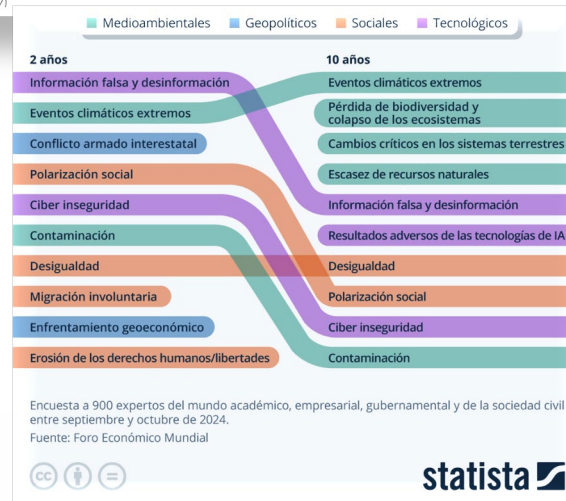 Medioambientales Geopolíticos Sociales Tecnológicos
2 años
Información falsa y desinformación
Eventos climáticos extremos
Conflicto armado interestatal
Polarización social
Ciber inseguridad
Contaminación
Desigualdad
Migración involuntaria
Enfrentamiento geoeconómico
Erosión de los derechos humanos/libertades
10 años
Eventos climáticos extremos
Pérdida de biodiversidad y
colapso de los ecosistemas
Cambios críticos en los sistemas terrestres
Escasez de recursos naturales
Información falsa y desinformación
Resultados adversos de las tecnologías de IA
Desigualdad
Polarización social
Ciber inseguridad
Contaminación
Encuesta a 900 expertos del mundo académico, empresarial, gubernamental y de la sociedad civil
entre septiembre y octubre de 2024.
Fuente: Foro Económico Mundial
cc
statista